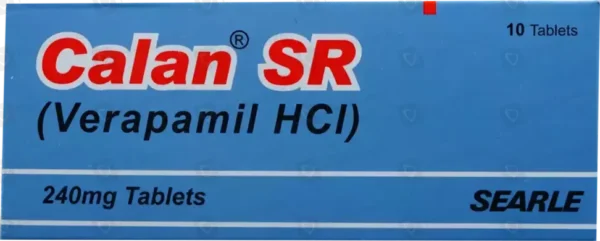 10 Tablets
Calan® SR
(Verapamil HCl)
240mg Tablets
SEARLE